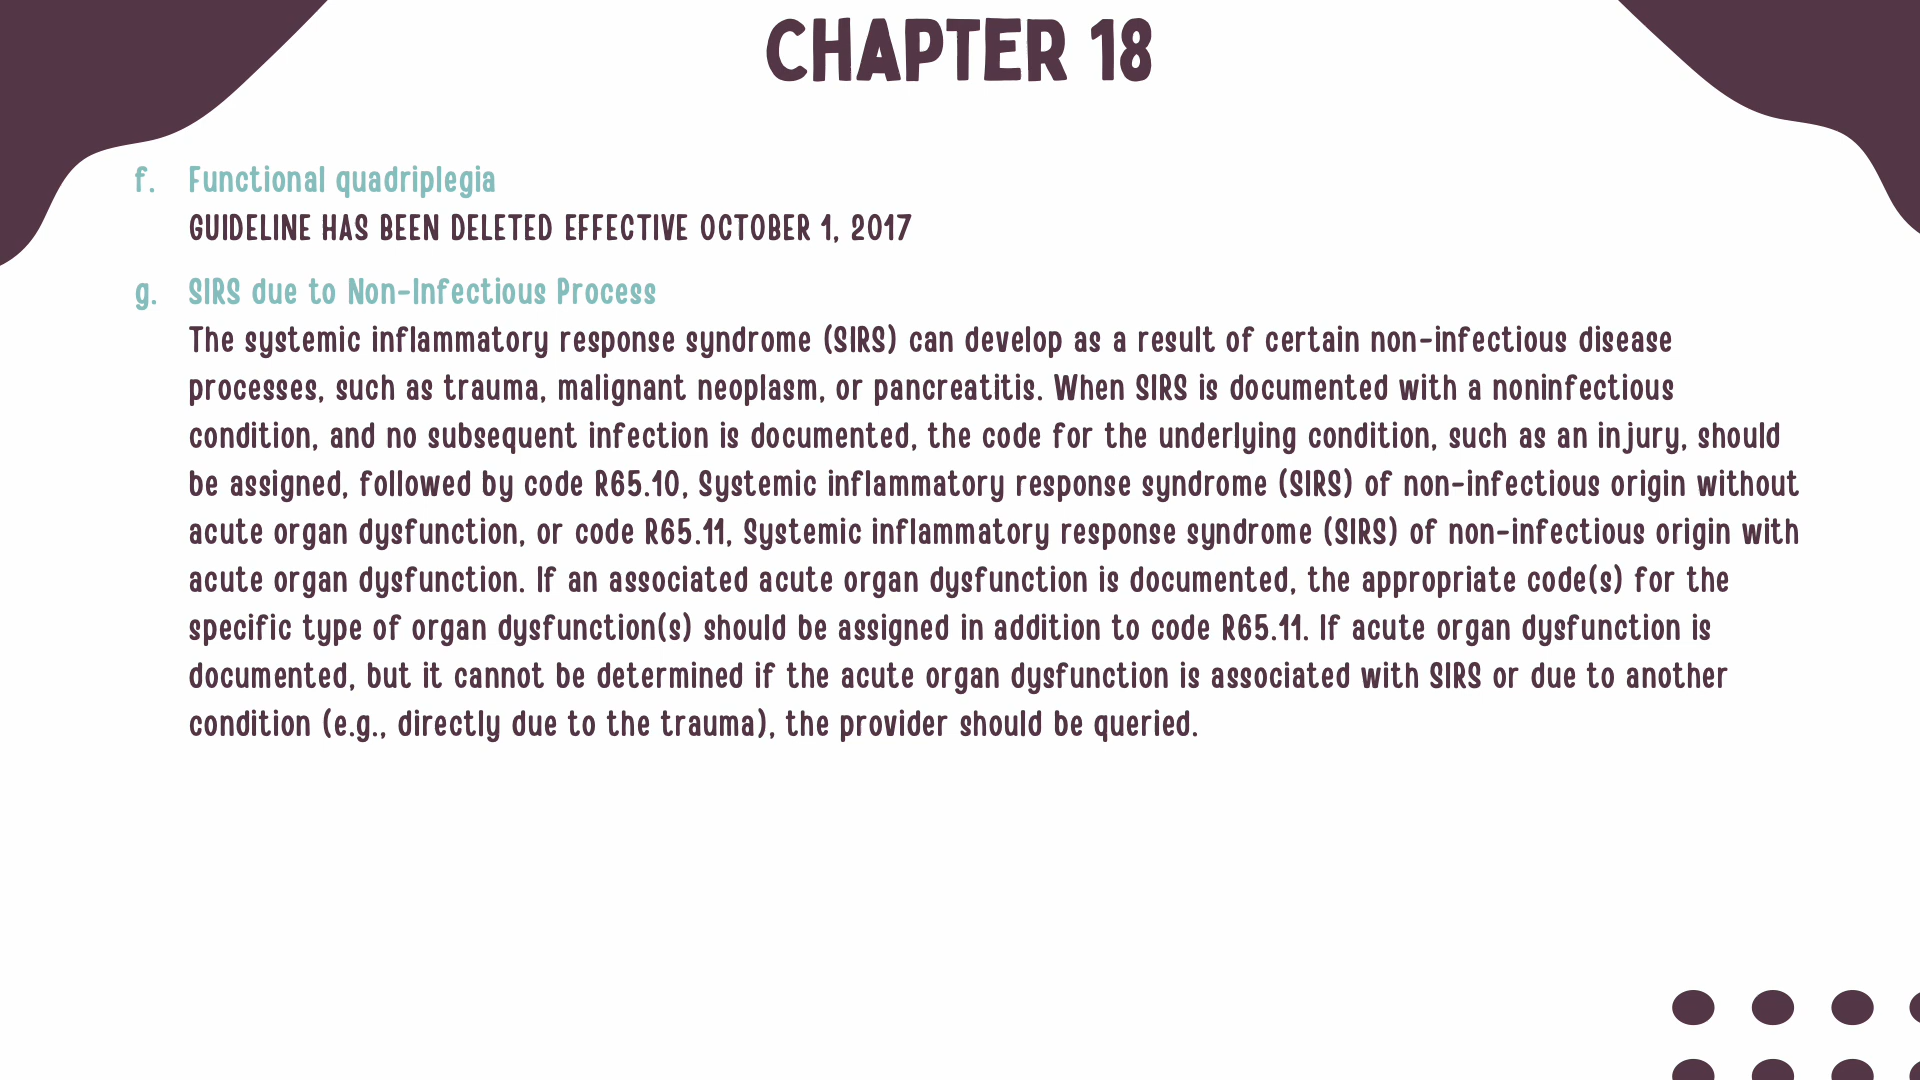 CHAPTER 18
f. Functional quadriplegia
GUIDELINE HAS BEEN DELETED EFFECTIVE OCTOBER 1, 2017
g. SIRS due to Non-Infectious Process
The systemic inflammatory response syndrome (SIRS) can develop as a result of certain non-infectious disease
processes, such as trauma, malignant neoplasm, or pancreatitis. When SIRS is documented with a noninfectious
condition, and no subsequent infection is documented, the code for the underlying condition, such as an injury, should
be assigned, followed by code R65.10, Systemic inflammatory response syndrome (SIRS) of non-infectious origin without
acute organ dysfunction, or code R65.11, Systemic inflammatory response syndrome (SIRS) of non-infectious origin with
acute organ dysfunction. If an associated acute organ dysfunction is documented, the appropriate code(s) for the
specific type of organ dysfunction(s) should be assigned in addition to code R65.11. If acute organ dysfunction is
documented, but it cannot be determined if the acute organ dysfunction is associated with SIRS or due to another
condition (e.g., directly due to the trauma), the provider should be queried.